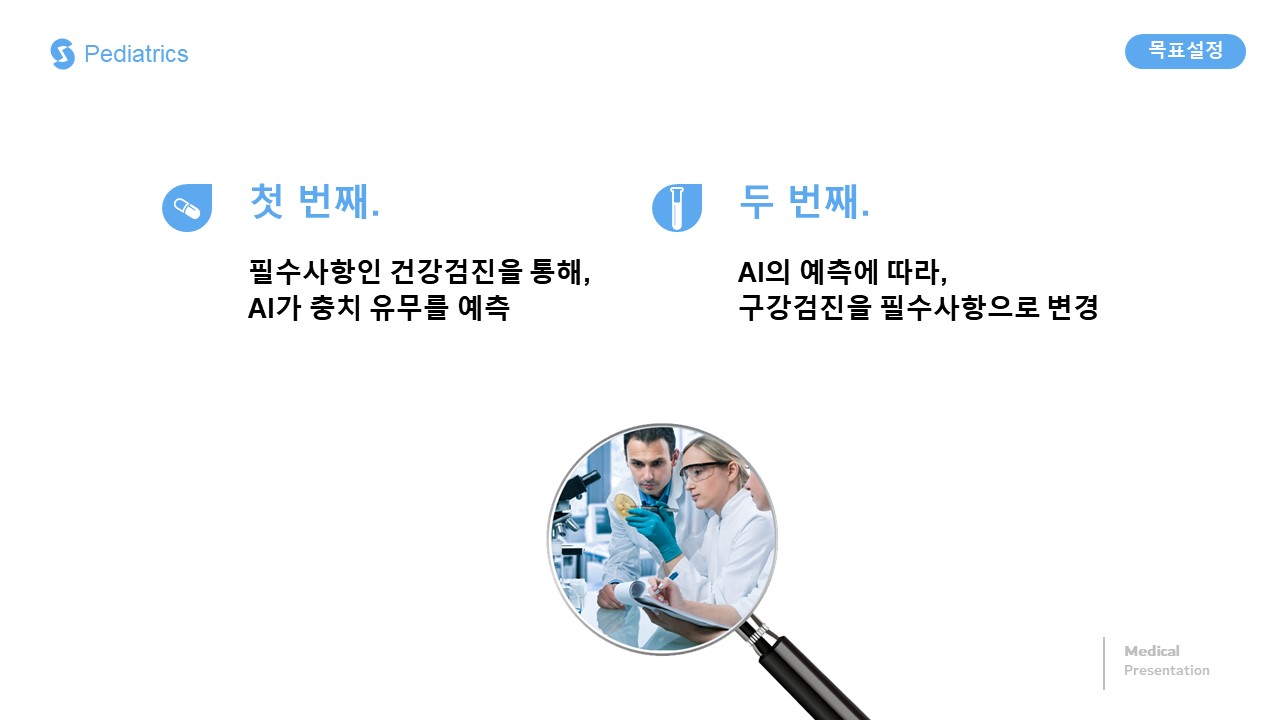 Pediatrics
목표설정
첫 번째.
필수사항인 건강검진을 통해,
AI가 충치 유무를 예측
두 번째.
AI의 예측에 따라,
구강검진을 필수사항으로 변경
Medical
Presentation